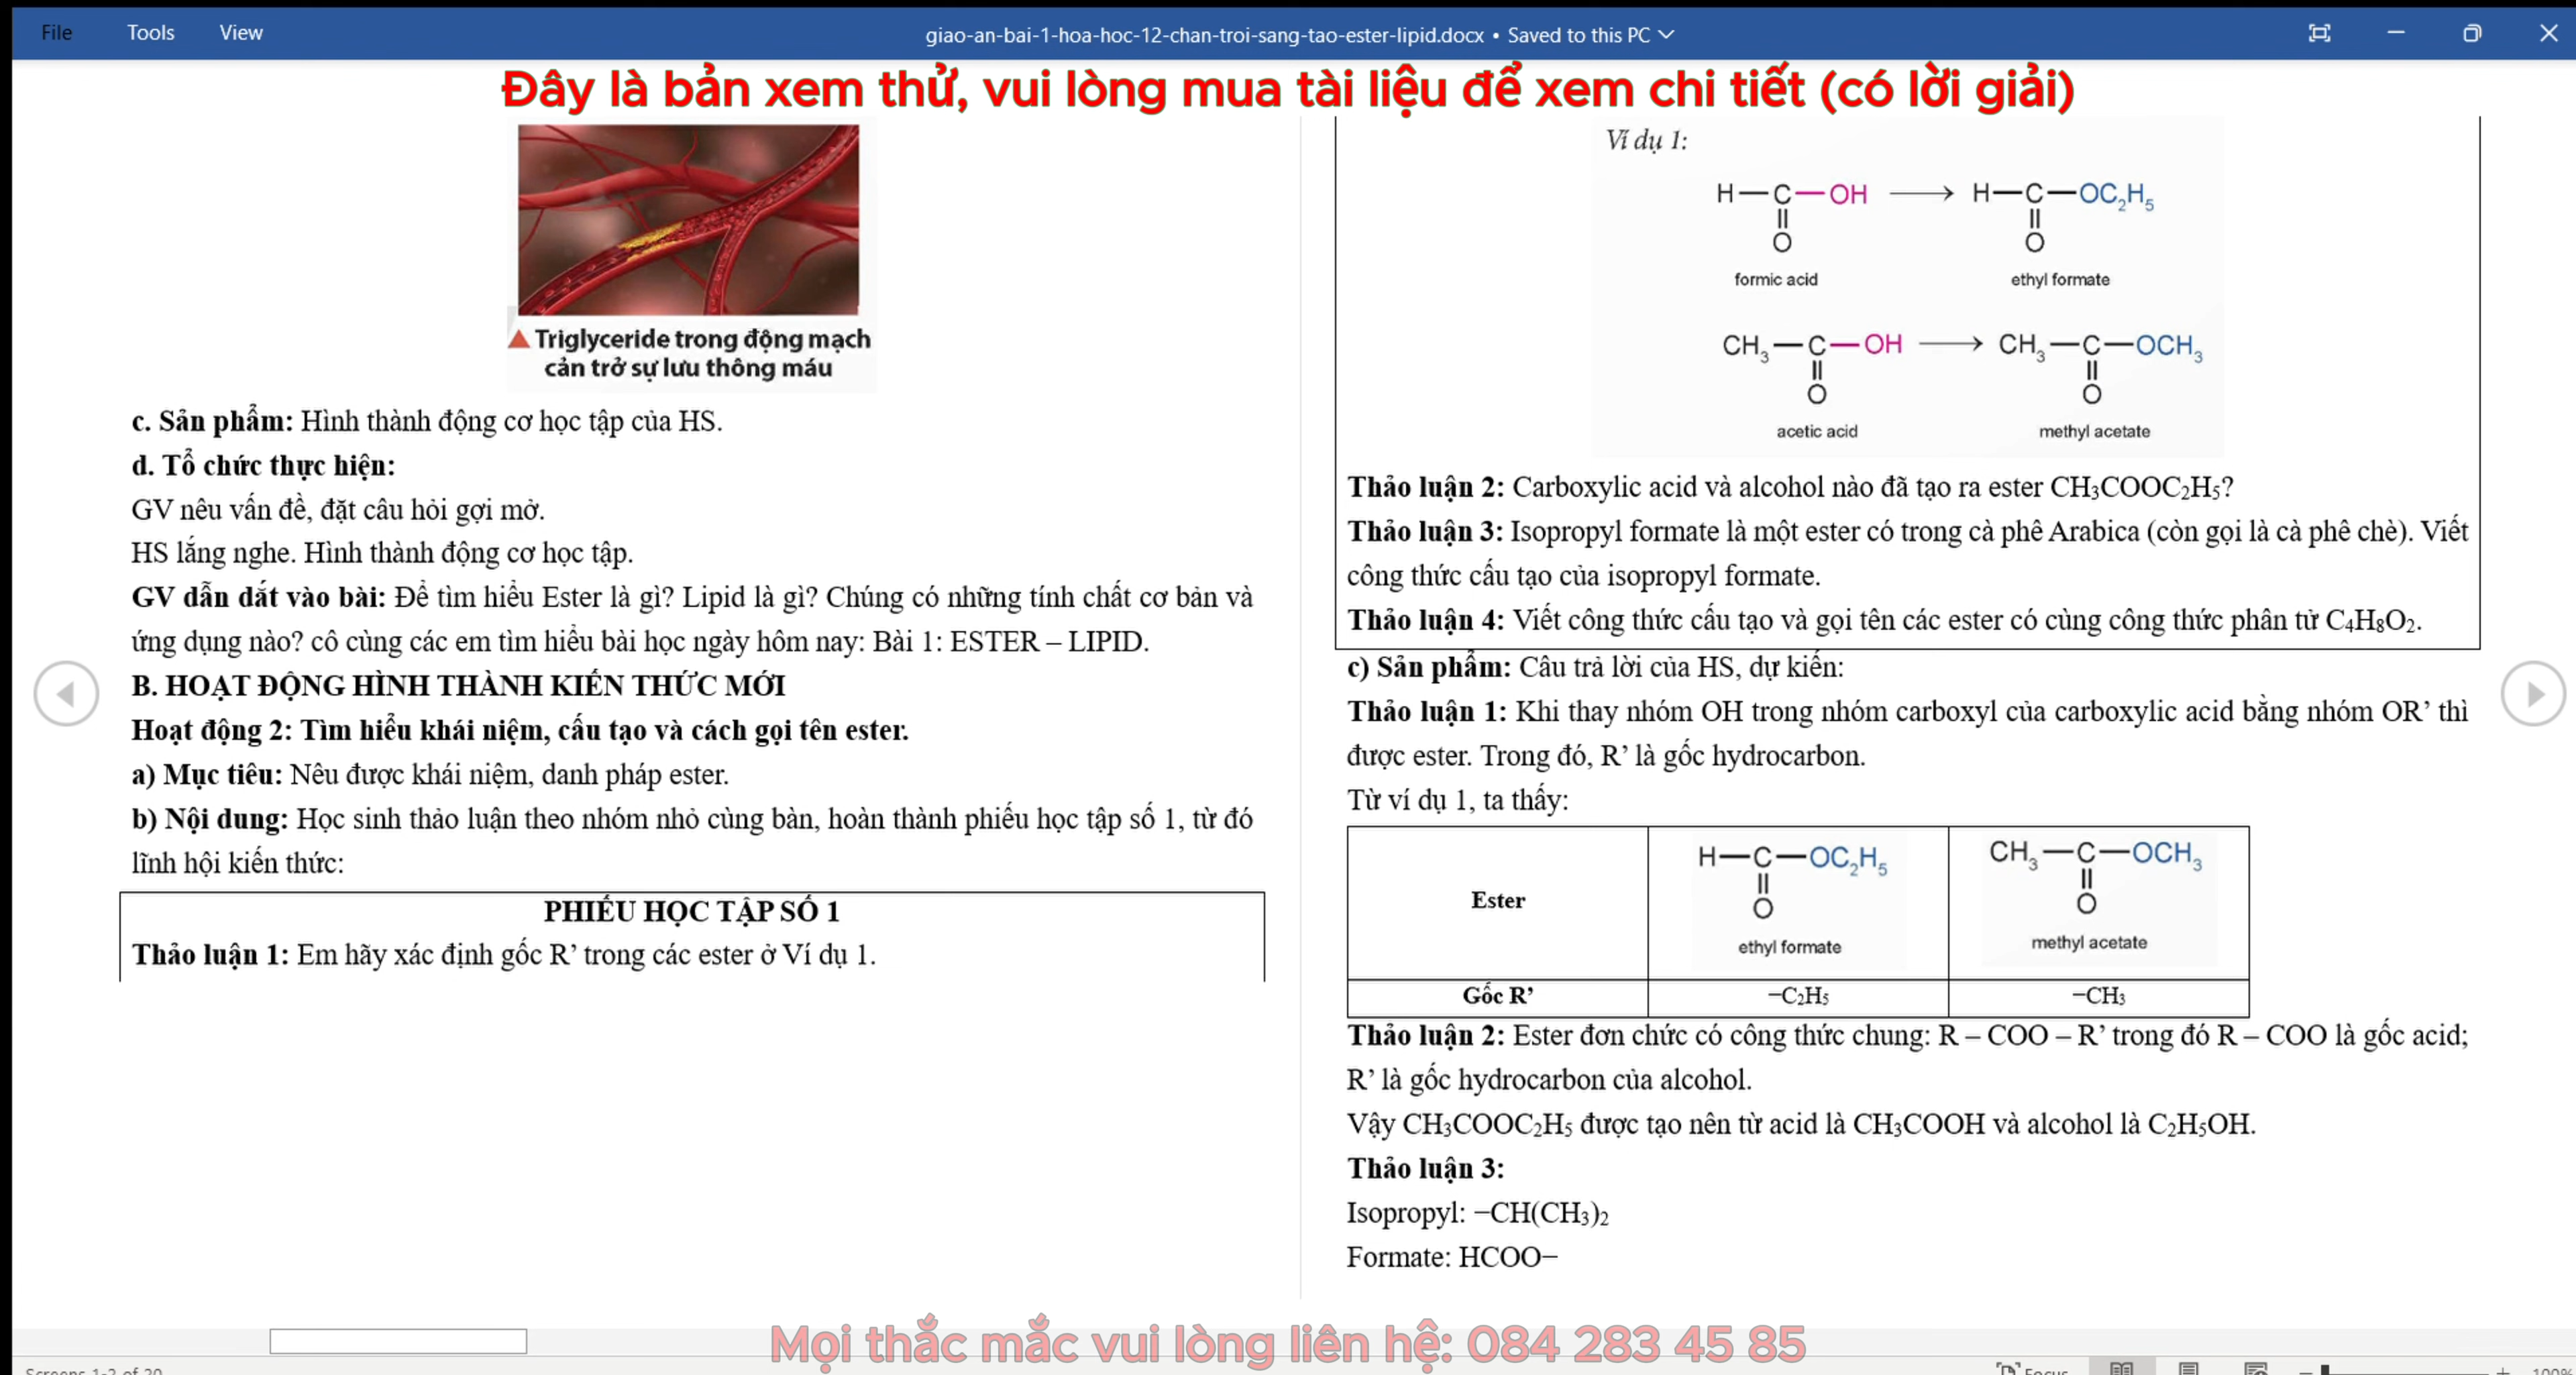 File Tools View
giao-an-bai-1-hoa-hoc-12-chan-troi-sang-tao-ester-lipid.docx • Saved to this PC
Đây là bản xem thử, vui lòng mua tài liệu để xem chi tiết (có lời giải)
Triglyceride trong động mạch
cản trở sự lưu thông máu
c. Sản phẩm: Hình thành động cơ học tập của HS.
d. Tổ chức thực hiện:
GV nêu vấn đề, đặt câu hỏi gợi mở.
HS lắng nghe. Hình thành động cơ học tập.
GV dẫn dắt vào bài: Để tìm hiểu Ester là gì? Lipid là gì? Chúng có những tính chất cơ bản và
ứng dụng nào? cô cùng các em tìm hiểu bài học ngày hôm nay: Bài 1: ESTER – LIPID.
B. HOẠT ĐỘNG HÌNH THÀNH KIẾN THỨC MỚI
Hoạt động 2: Tìm hiểu khái niệm, cấu tạo và cách gọi tên ester.
a) Mục tiêu: Nêu được khái niệm, danh pháp ester.
b) Nội dung: Học sinh thảo luận theo nhóm nhỏ cùng bàn, hoàn thành phiếu học tập số 1, từ đó
lĩnh hội kiến thức:
PHIẾU HỌC TẬP SỐ 1
Thảo luận 1: Em hãy xác định gốc R’ trong các ester ở Ví dụ 1.
Ví dụ 1:
H—C—OH ⟶ H—C—OC₂H₅
|| ||
O O
formic acid ethyl formate
CH₃—C—OH ⟶ CH₃—C—OCH₃
|| ||
O O
acetic acid methyl acetate
Thảo luận 2: Carboxylic acid và alcohol nào đã tạo ra ester CH₃COOC₂H₅?
Thảo luận 3: Isopropyl formate là một ester có trong cà phê Arabica (còn gọi là cà phê chè). Viết
công thức cấu tạo của isopropyl formate.
Thảo luận 4: Viết công thức cấu tạo và gọi tên các ester có cùng công thức phân tử C₄H₈O₂.
c) Sản phẩm: Câu trả lời của HS, dự kiến:
Thảo luận 1: Khi thay nhóm OH trong nhóm carboxyl của carboxylic acid bằng nhóm OR’ thì
được ester. Trong đó, R’ là gốc hydrocarbon.
Từ ví dụ 1, ta thấy:
H—C—OC₂H₅ CH₃—C—OCH₃
|| ||
Ester
O O
ethyl formate methyl acetate
Gốc R’ −C₂H₅ −CH₃
Thảo luận 2: Ester đơn chức có công thức chung: R – COO – R’ trong đó R – COO là gốc acid;
R’ là gốc hydrocarbon của alcohol.
Vậy CH₃COOC₂H₅ được tạo nên từ acid là CH₃COOH và alcohol là C₂H₅OH.
Thảo luận 3:
Isopropyl: −CH(CH₃)₂
Formate: HCOO−
Mọi thắc mắc vui lòng liên hệ: 084 283 45 85
Screens 1-2 of 20 Focus 100%